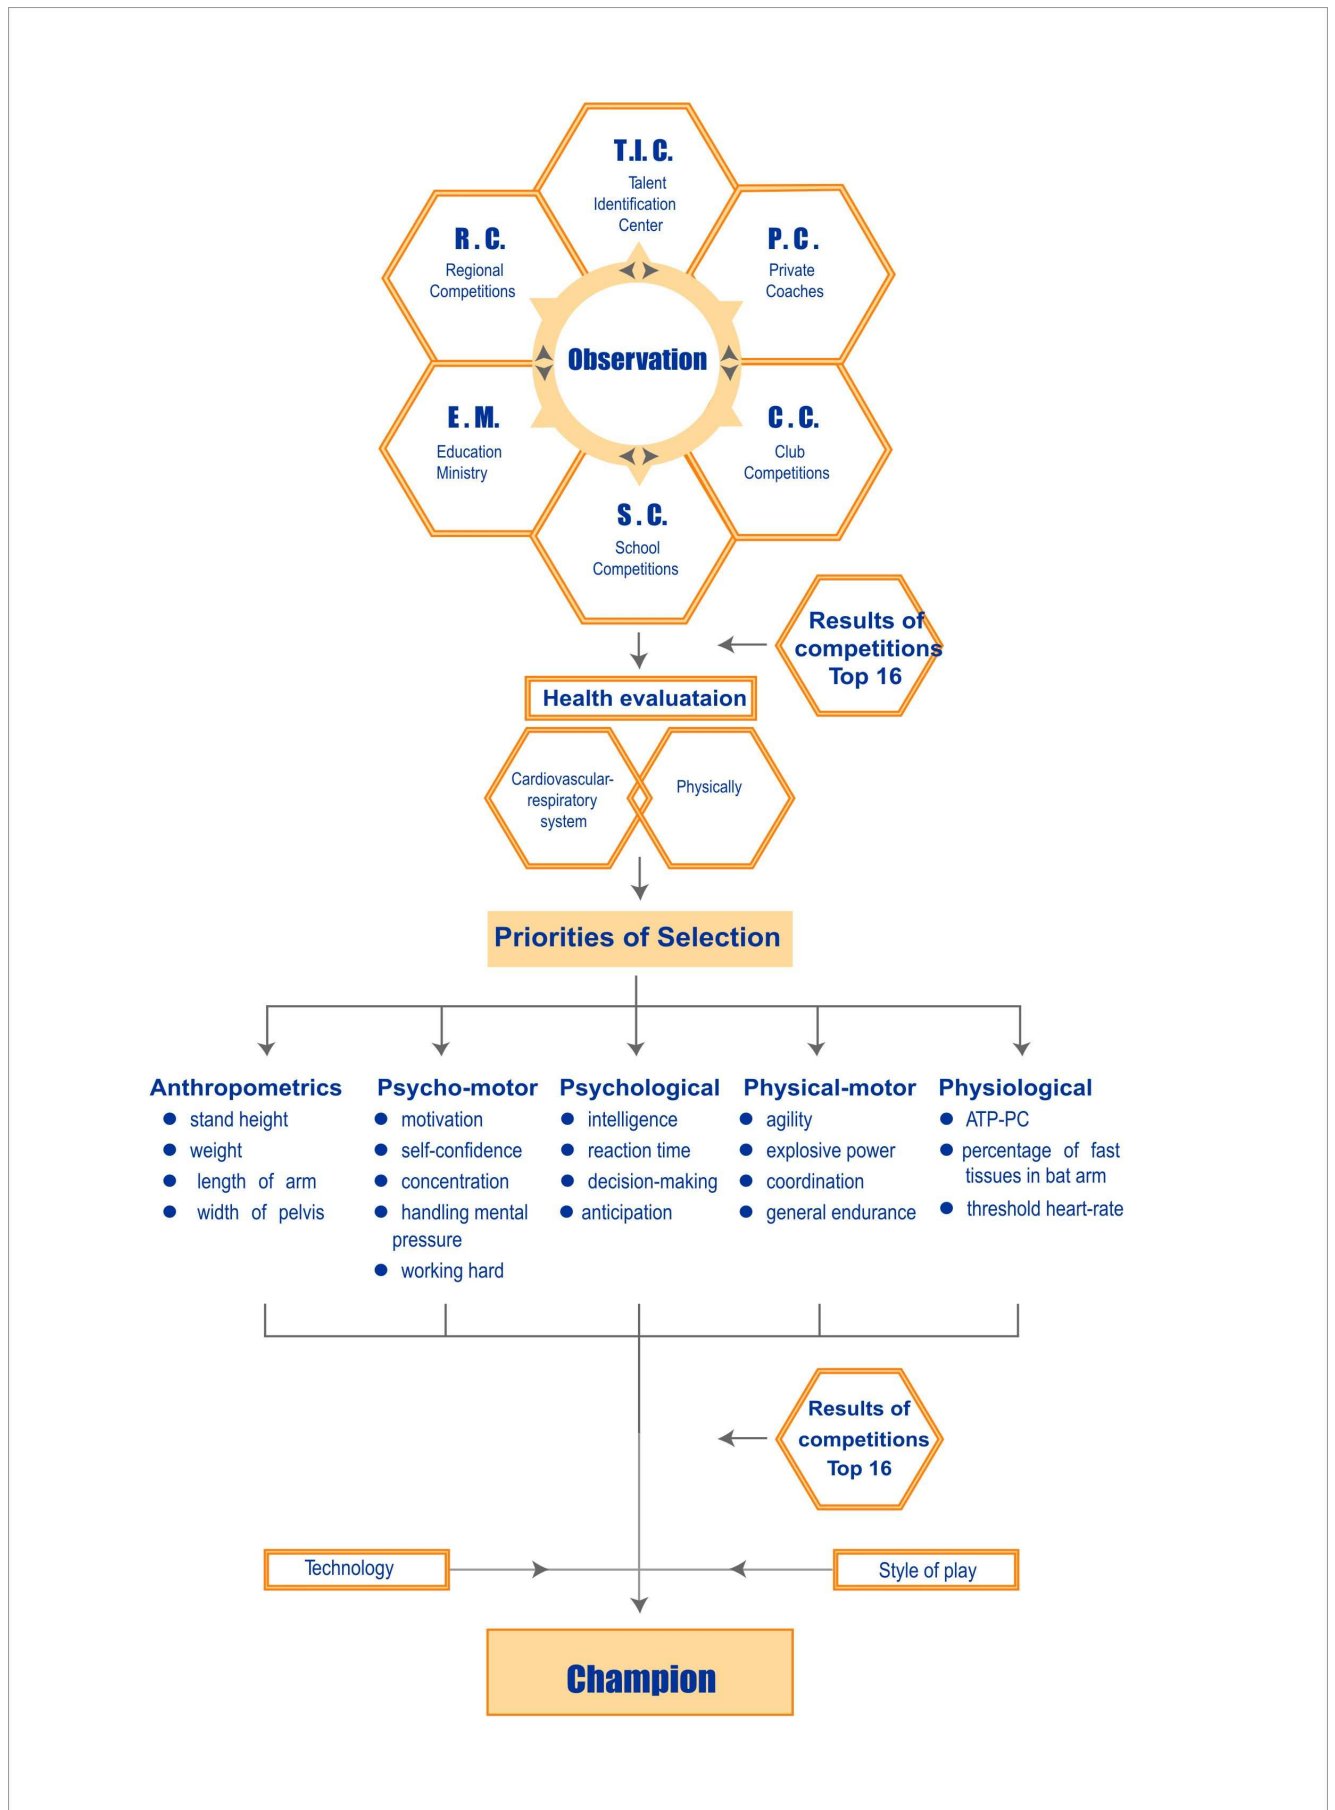 T.I. C.
Talent
Identification
Center
R . C.
Regional
Competitions
P. C .
Private
Coaches
Observation
E . M.
Education
Ministry
C . C.
Club
Competitions
S . C.
School
Competitions
Results of
competitions
Top 16
Health evaluataion
Cardiovascular-
respiratory
system
Physically
Priorities of Selection
Anthropometrics
stand height
weight
length of arm
width of pelvis
Psycho-motor
motivation
self-confidence
concentration
handling mental
pressure
working hard
Psychological
intelligence
reaction time
decision-making
anticipation
Physical-motor
agility
explosive power
coordination
general endurance
Physiological
ATP-PC
percentage of fast
tissues in bat arm
threshold heart-rate
Results of
competitions
Top 16
Technology
Style of play
Champion